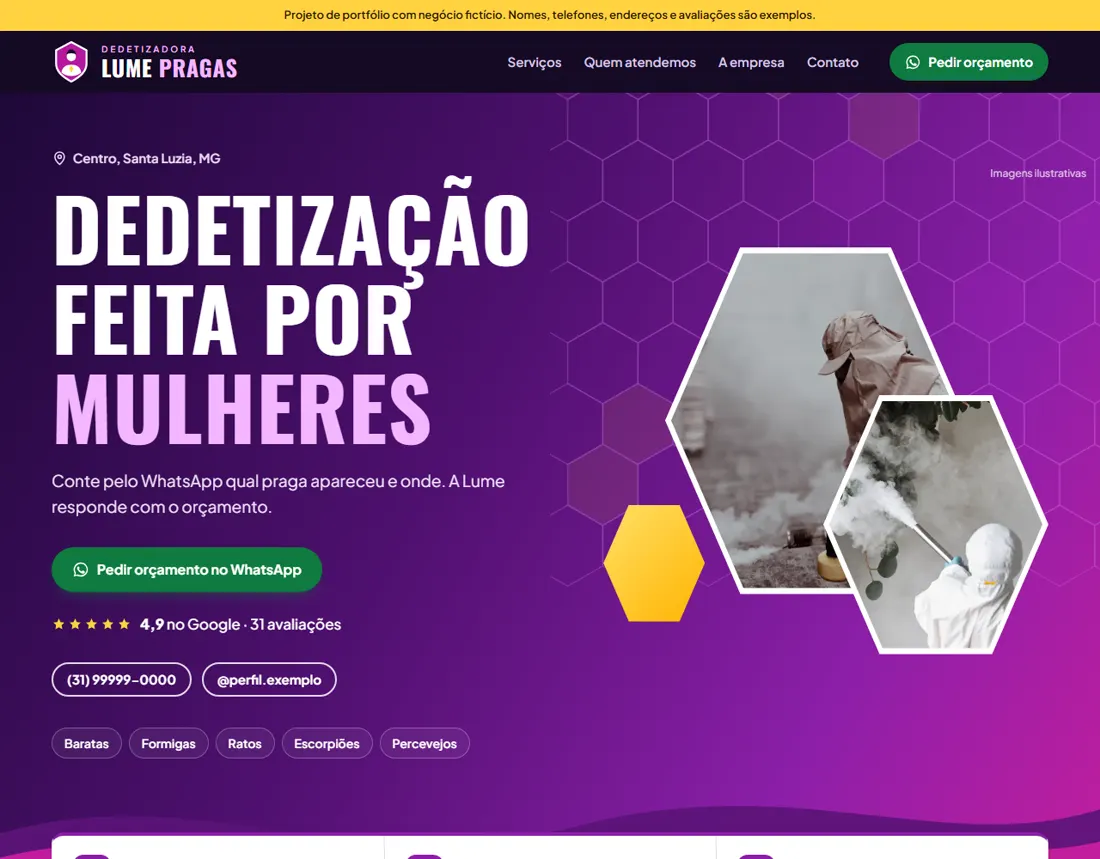 Projeto de portfólio com negócio fictício. Nomes, telefones, endereços e avaliações são exemplos.
DEDETIZADORA
LUME PRAGAS
Serviços
Quem atendemos
A empresa
Contato
Pedir orçamento
Centro, Santa Luzia, MG
Imagens ilustrativas
DEDETIZAÇÃO
FEITA POR
MULHERES
Conte pelo WhatsApp qual praga apareceu e onde. A Lume
responde com o orçamento.
Pedir orçamento no WhatsApp
4,9 no Google · 31 avaliações
(31) 99999-0000
@perfil.exemplo
Baratas
Formigas
Ratos
Escorpiões
Percevejos